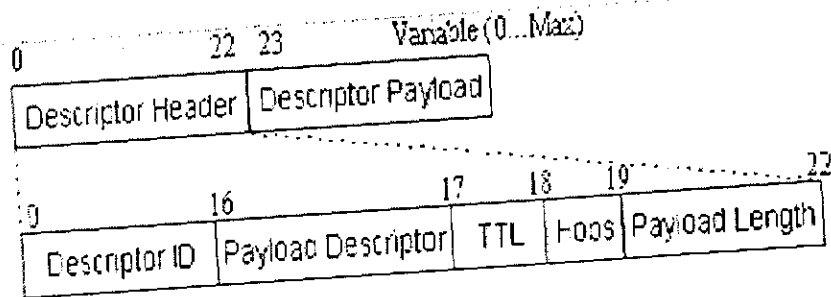 0 22 23 Variable (0...Max)
Descriptor Header Descriptor Payload
0 16 17 18 19 22
Descriptor ID Payload Descriptor TTL Hops Payload Length